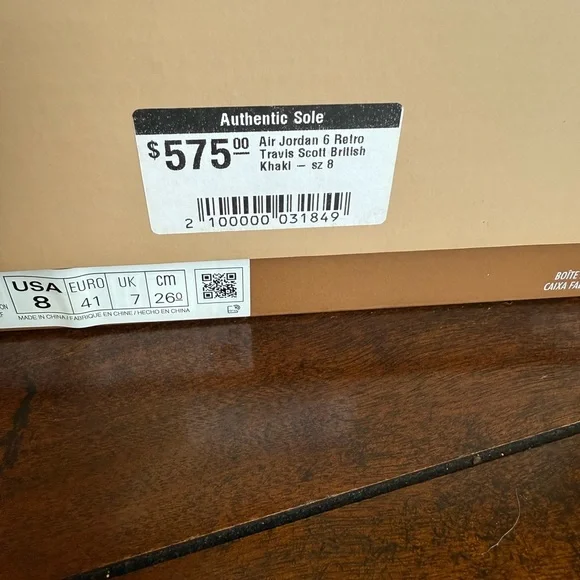 Authentic Sole
$575.00 Air Jordan 6 Retro
Travis Scott British
Khaki — sz 8
2 100000 031849
USA EURO UK cm
8 41 7 26
MADE IN CHINA / FABRIQUE EN CHINE / HECHO EN CHINA
BOÎTE
CAIXA FA